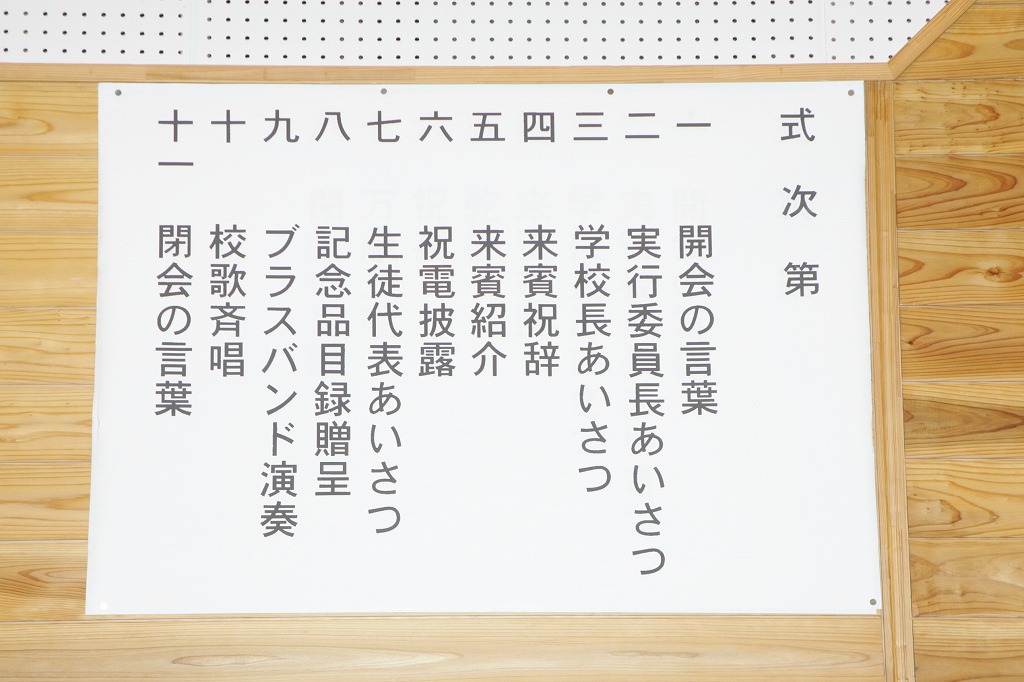 式次第
一 開会の言葉
二 実行委員長あいさつ
三 学校長あいさつ
四 来賓祝辞
五 来賓紹介
六 祝電披露
七 生徒代表あいさつ
八 記念品目録贈呈
九 ブラスバンド演奏
十 校歌斉唱
十一 閉会の言葉